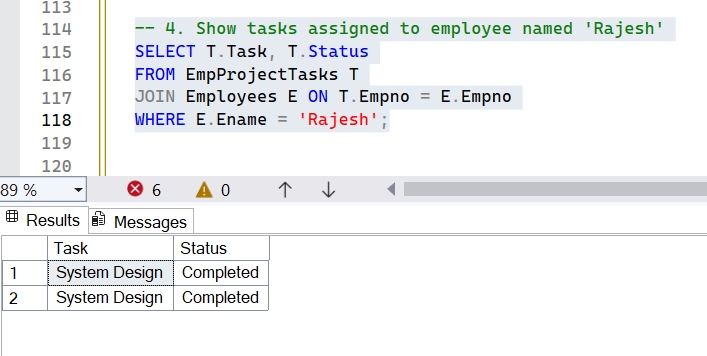 113
114 -- 4. Show tasks assigned to employee named 'Rajesh'
115 SELECT T.Task, T.Status
116 FROM EmpProjectTasks T
117 JOIN Employees E ON T.Empno = E.Empno
118 WHERE E.Ename = 'Rajesh';
119
120
89 % 6 0
Results Messages
Task Status
1 System Design Completed
2 System Design Completed